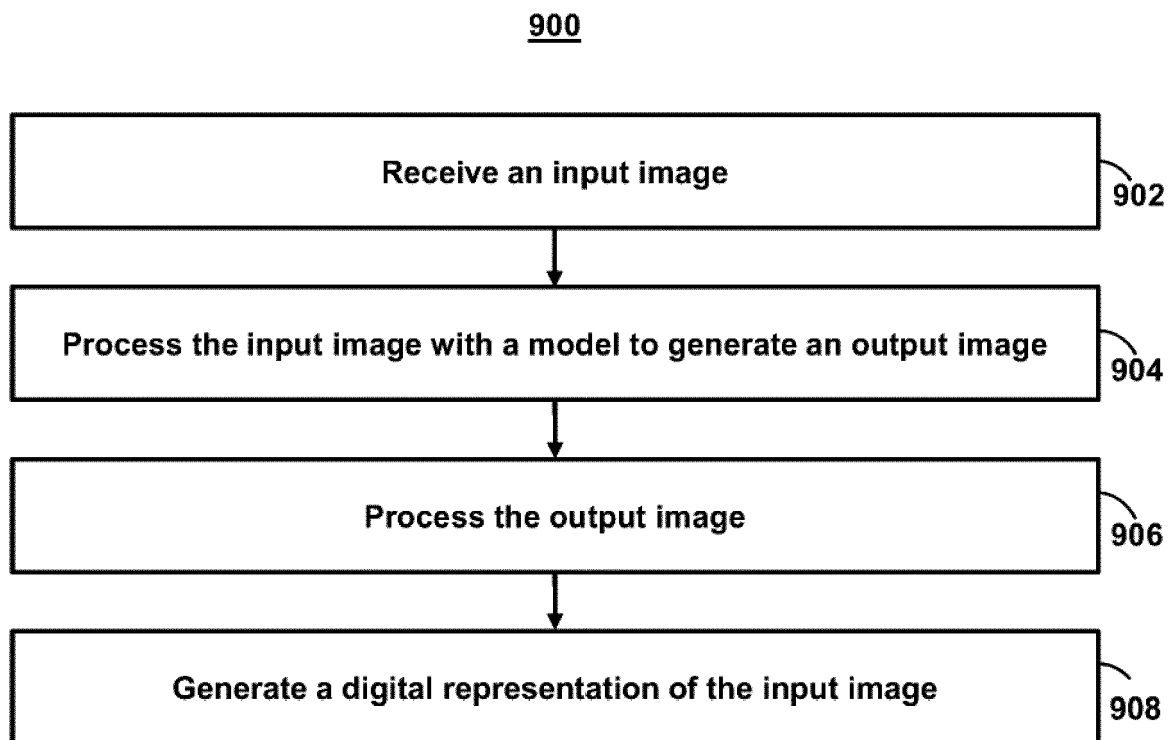 900
Receive an input image
902
Process the input image with a model to generate an output image
904
Process the output image
906
Generate a digital representation of the input image
908